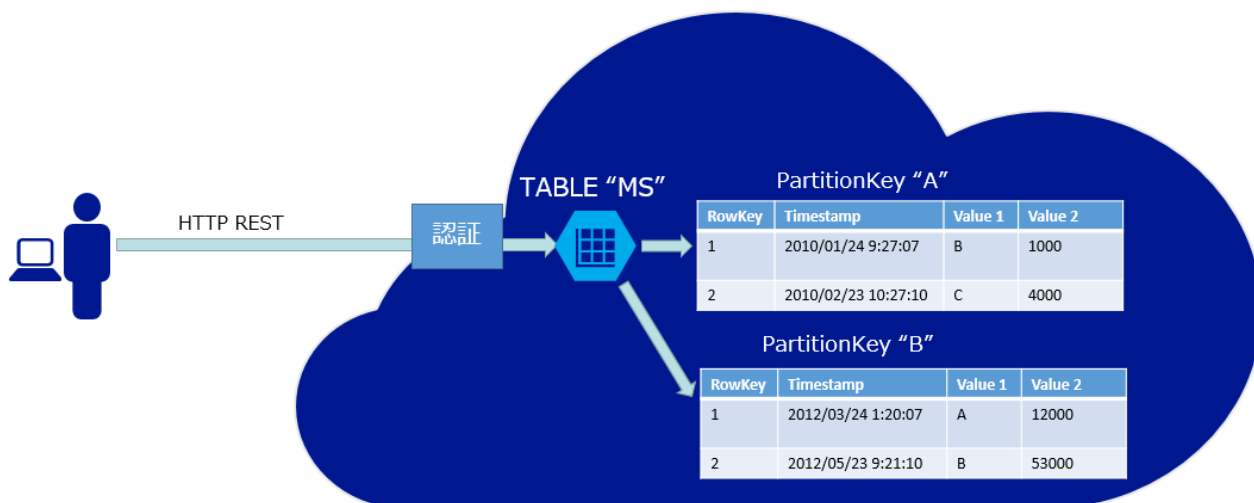 HTTP REST
認証
TABLE “MS”
PartitionKey “A”
RowKey Timestamp Value 1 Value 2
1 2010/01/24 9:27:07 B 1000
2 2010/02/23 10:27:10 C 4000
PartitionKey “B”
RowKey Timestamp Value 1 Value 2
1 2012/03/24 1:20:07 A 12000
2 2012/05/23 9:21:10 B 53000